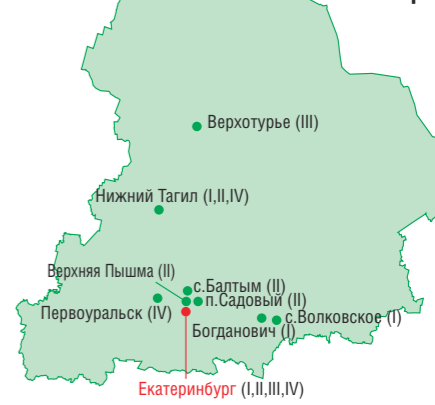 Верхотурье (III)
Нижний Тагил (I,II,IV)
Верхняя Пышма (II)
с.Балтым (II)
п.Садовый (II)
Первоуральск (IV)
с.Волковское (I)
Богданович (I)
Екатеринбург (I,II,III,IV)